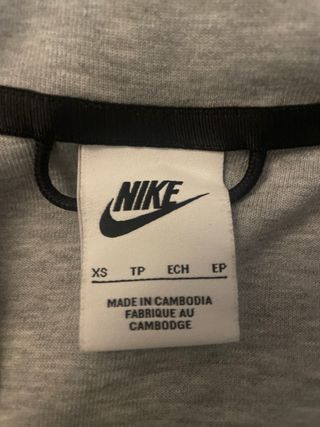 NIKE
XS TP ECH EP
MADE IN CAMBODIA
FABRIQUE AU
CAMBODGE